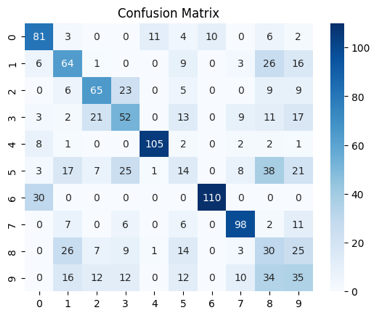 Confusion Matrix
0 81 3 0 0 11 4 10 0 6 2
1 6 64 1 0 0 9 0 3 26 16
2 0 6 65 23 0 5 0 0 9 9
3 3 2 21 52 0 13 0 9 11 17
4 8 1 0 0 105 2 0 2 2 1
5 3 17 7 25 1 14 0 8 38 21
6 30 0 0 0 0 0 110 0 0 0
7 0 7 0 6 0 6 0 98 2 11
8 0 26 7 9 1 14 0 3 30 25
9 0 16 12 12 0 12 0 10 34 35
0 1 2 3 4 5 6 7 8 9
100
80
60
40
20
0